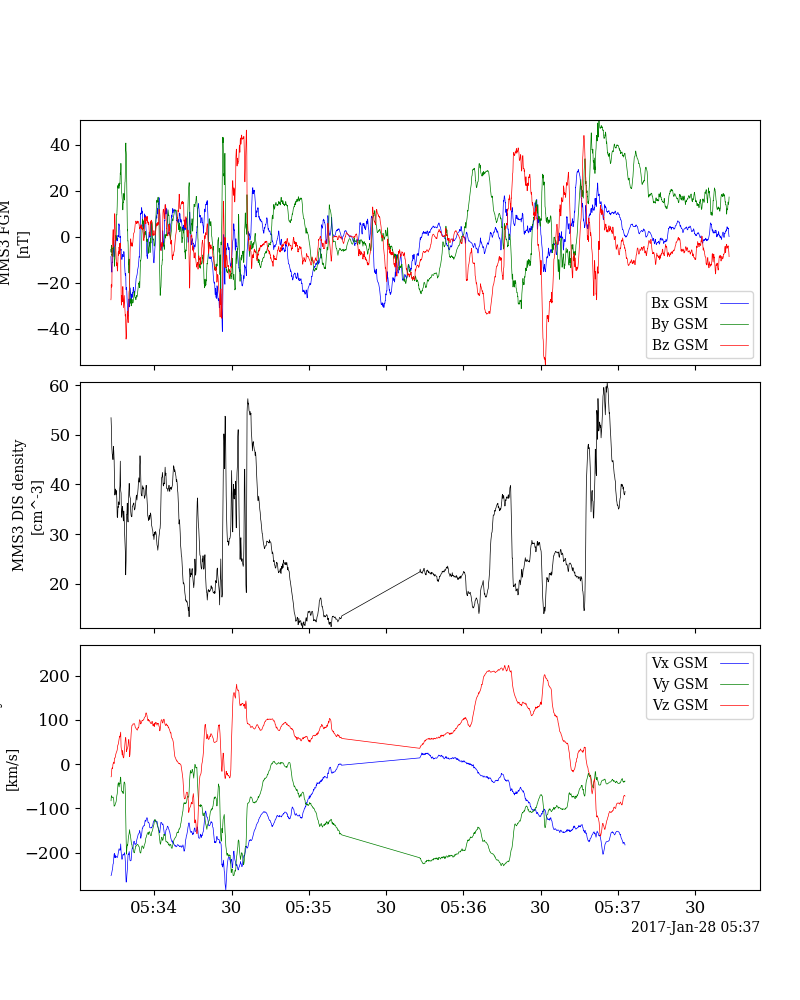 40
20
0
−20
−40
MMS3 FGM
[nT]
Bx GSM
By GSM
Bz GSM
60
50
40
30
20
MMS3 DIS density
[cm^-3]
200
100
0
−100
−200
[km/s]
Vx GSM
Vy GSM
Vz GSM
05:34 30 05:35 30 05:36 30 05:37 30
2017-Jan-28 05:37